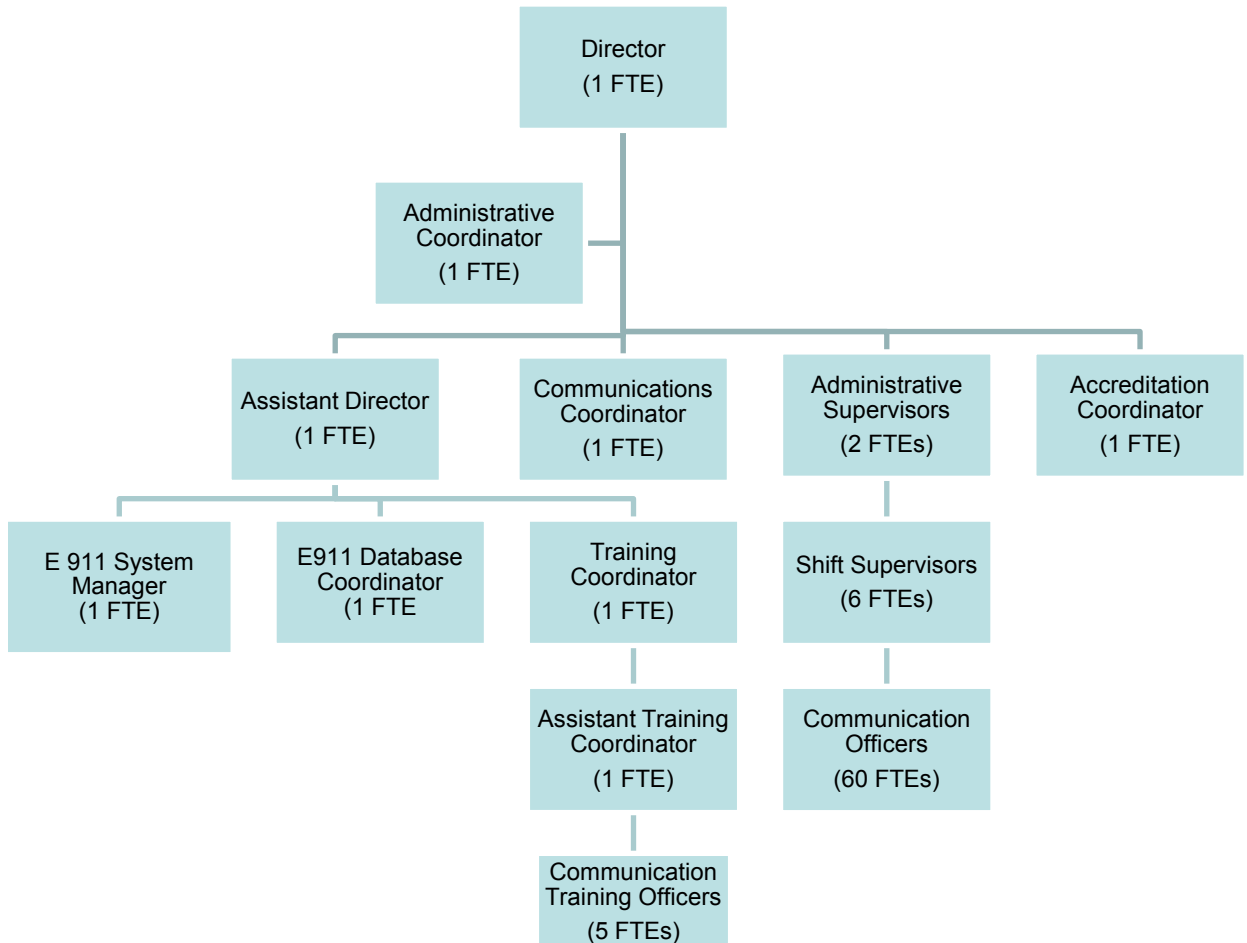 Director
(1 FTE)
Administrative
Coordinator
(1 FTE)
Assistant Director
(1 FTE)
Communications
Coordinator
(1 FTE)
Administrative
Supervisors
(2 FTEs)
Accreditation
Coordinator
(1 FTE)
E 911 System
Manager
(1 FTE)
E911 Database
Coordinator
(1 FTE
Training
Coordinator
(1 FTE)
Shift Supervisors
(6 FTEs)
Assistant Training
Coordinator
(1 FTE)
Communication
Officers
(60 FTEs)
Communication
Training Officers
(5 FTEs)